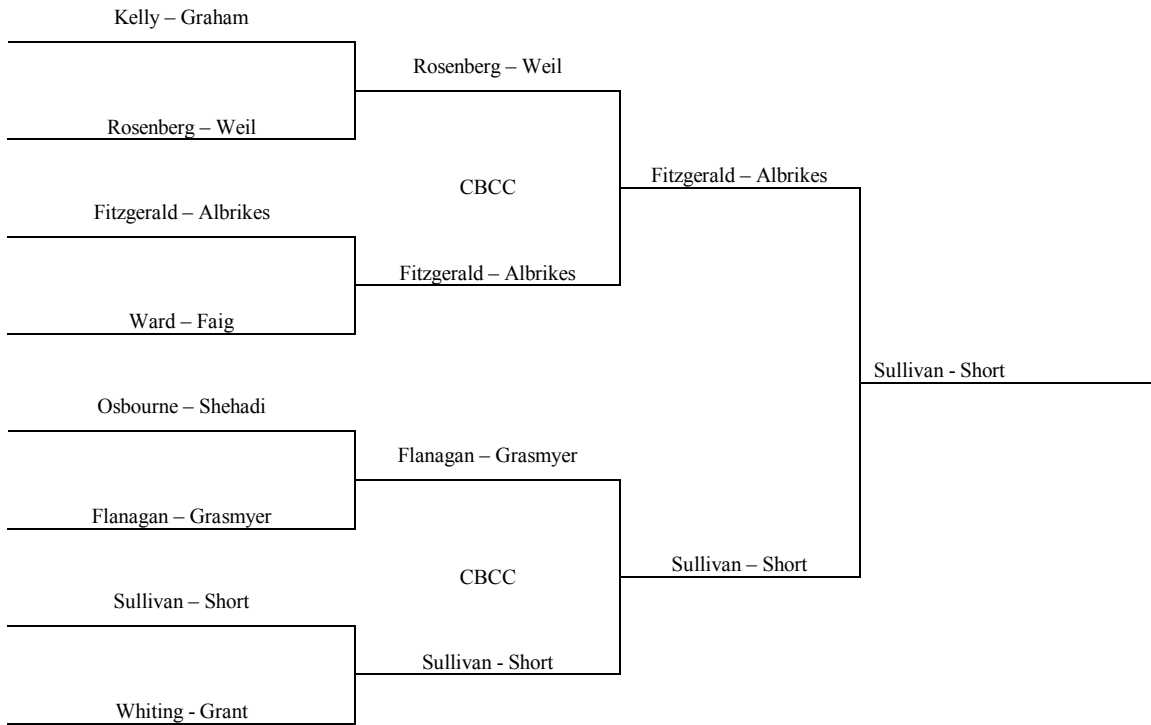 Kelly – Graham
Rosenberg – Weil
Rosenberg – Weil
CBCC
Fitzgerald – Albrikes
Fitzgerald – Albrikes
Fitzgerald – Albrikes
Ward – Faig
Sullivan - Short
Osbourne – Shehadi
Flanagan – Grasmyer
Flanagan – Grasmyer
Sullivan – Short
CBCC
Sullivan – Short
Sullivan - Short
Whiting - Grant